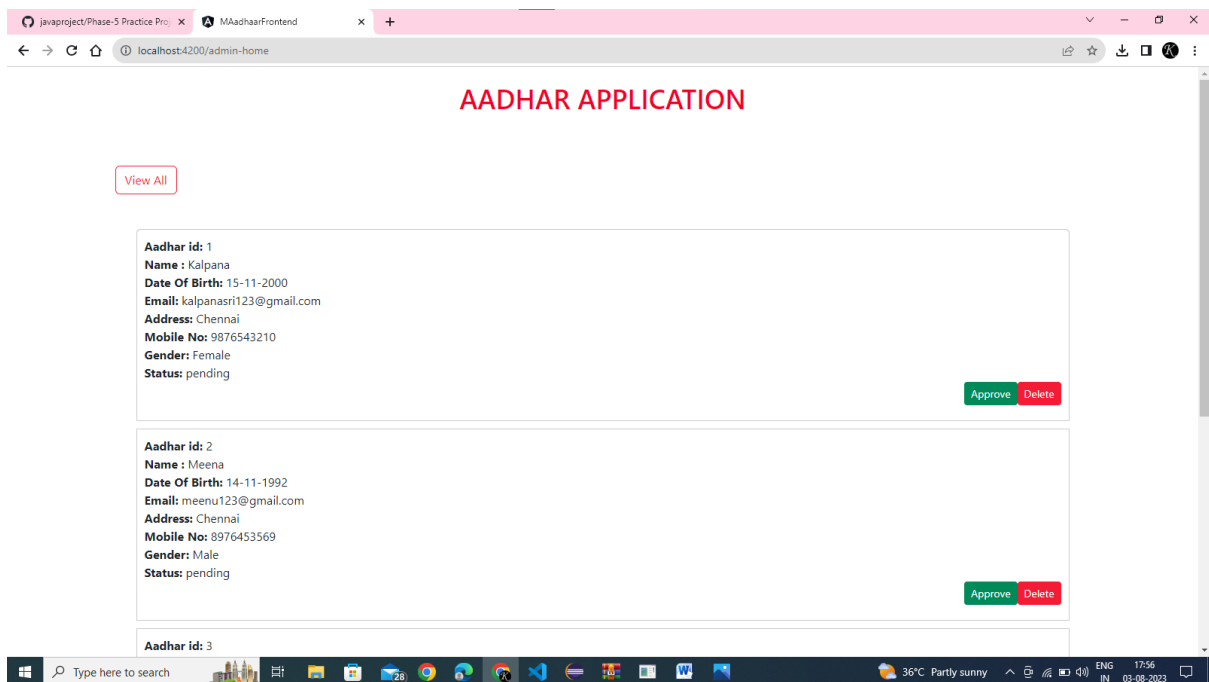 javaproject/Phase-5 Practice Proj
MAadhaarFrontend
localhost:4200/admin-home
AADHAR APPLICATION
View All
Aadhar id: 1
Name : Kalpana
Date Of Birth: 15-11-2000
Email: kalpanasri123@gmail.com
Address: Chennai
Mobile No: 9876543210
Gender: Female
Status: pending
Approve Delete
Aadhar id: 2
Name : Meena
Date Of Birth: 14-11-1992
Email: meenu123@gmail.com
Address: Chennai
Mobile No: 8976453569
Gender: Male
Status: pending
Approve Delete
Aadhar id: 3
Type here to search
28
36°C Partly sunny
ENG
IN
17:56
03-08-2023